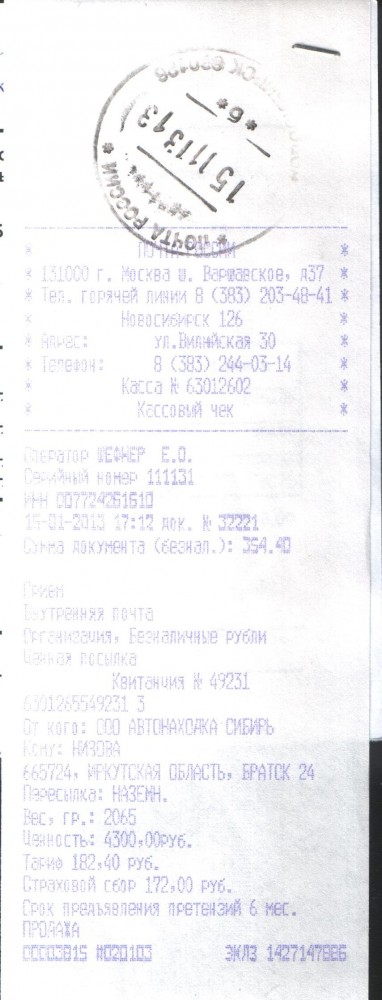 ПОЧТА РОССИИ
15 11 13 13
* 6 *
* ПОЧТА РОССИИ *
* 131000 г. Москва ш. Варшавское, д37 *
* Тел. горячей линии 8 (383) 203-48-41 *
* Новосибирск 126 *
* Адрес: ул.Вилюйская 30 *
* Телефон: 8 (383) 244-03-14 *
* Касса № 63012602 *
* Кассовый чек *
Оператор Е.О.
Серийный номер 111131
ИНН 007724261610
15-01-2013 17:12 док. № 32221
Сумма документа (безнал.): 354.40
Прием
Внутренняя почта
Организация, Безналичные рубли
Ценная посылка
Квитанция № 49231
6301265549231 3
От кого: ООО АВТОНАХОДКА СИБИРЬ
Кому: НИЗОВА
665724, ИРКУТСКАЯ ОБЛАСТЬ, БРАТСК 24
Пересылка: НАЗЕМН.
Вес, гр.: 2065
Ценность: 4300,00руб.
Тариф 182,40 руб.
Страховой сбор 172,00 руб.
Срок предъявления претензий 6 мес.
ПРОДАЖА
00003815 #020103 ЭКЛЗ 1427147886